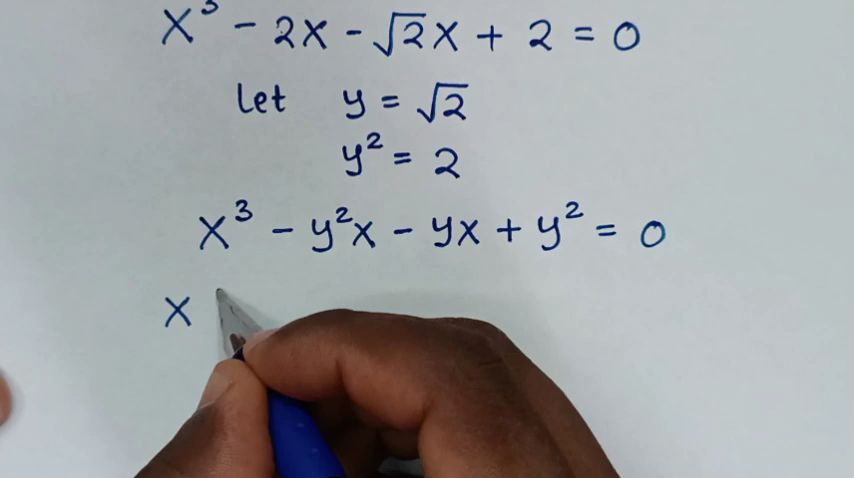 x³ - 2x - √2x + 2 = 0
Let y = √2
y² = 2
x³ - y²x - yx + y² = 0
x